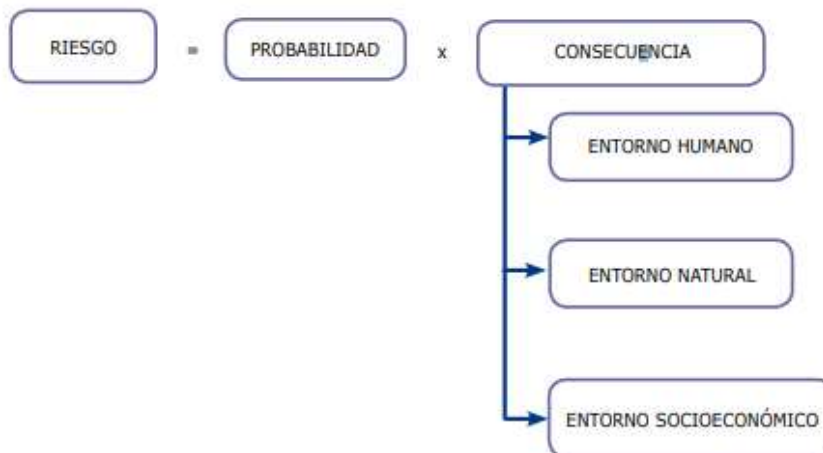 RIESGO = PROBABILIDAD x CONSECUENCIA
ENTORNO HUMANO
ENTORNO NATURAL
ENTORNO SOCIOECONÓMICO